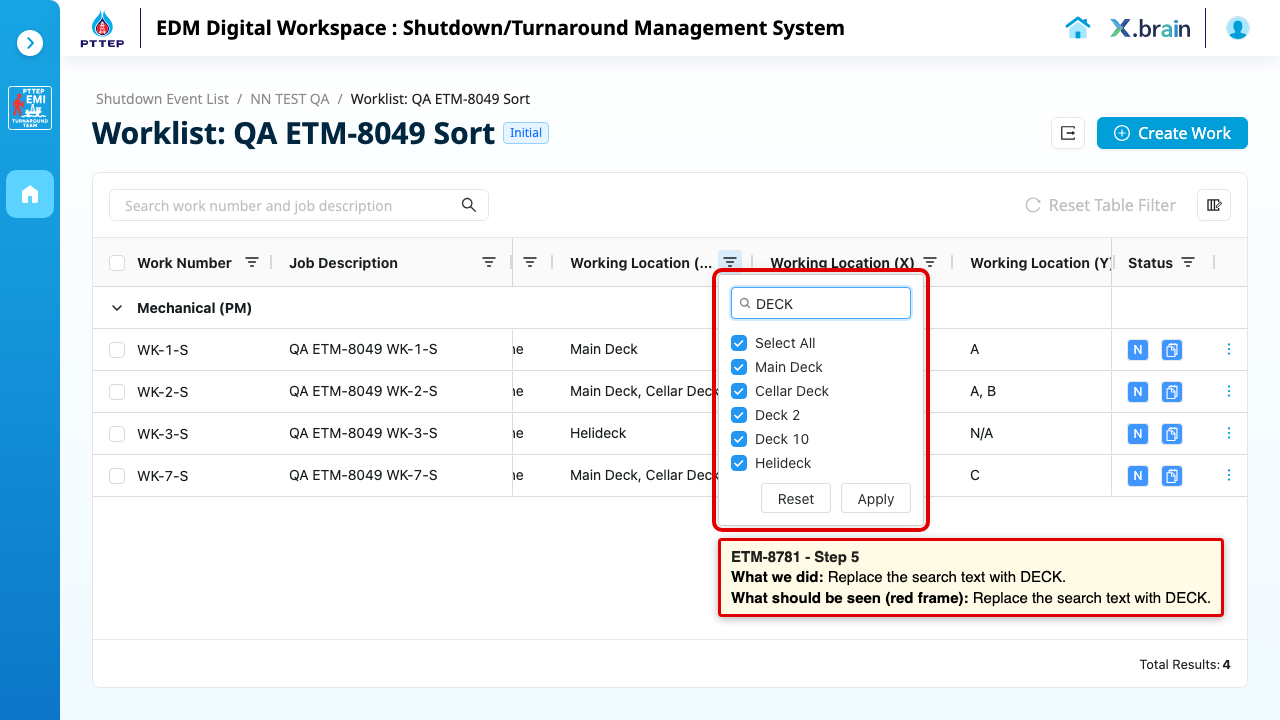 PTTEP
EDM Digital Workspace : Shutdown/Turnaround Management System
X.brain
PTTEP
EMI
TURNAROUND
TEAM
Shutdown Event List / NN TEST QA / Worklist: QA ETM-8049 Sort
Worklist: QA ETM-8049 Sort Initial
Create Work
Search work number and job description
Reset Table Filter
Work Number Job Description Working Location (... Working Location (X) Working Location (Y) Status
Mechanical (PM)
WK-1-S QA ETM-8049 WK-1-S ne Main Deck A N
WK-2-S QA ETM-8049 WK-2-S ne Main Deck, Cellar Deck A, B N
WK-3-S QA ETM-8049 WK-3-S ne Helideck N/A N
WK-7-S QA ETM-8049 WK-7-S ne Main Deck, Cellar Deck C N
DECK
Select All
Main Deck
Cellar Deck
Deck 2
Deck 10
Helideck
Reset Apply
ETM-8781 - Step 5
What we did: Replace the search text with DECK.
What should be seen (red frame): Replace the search text with DECK.
Total Results: 4